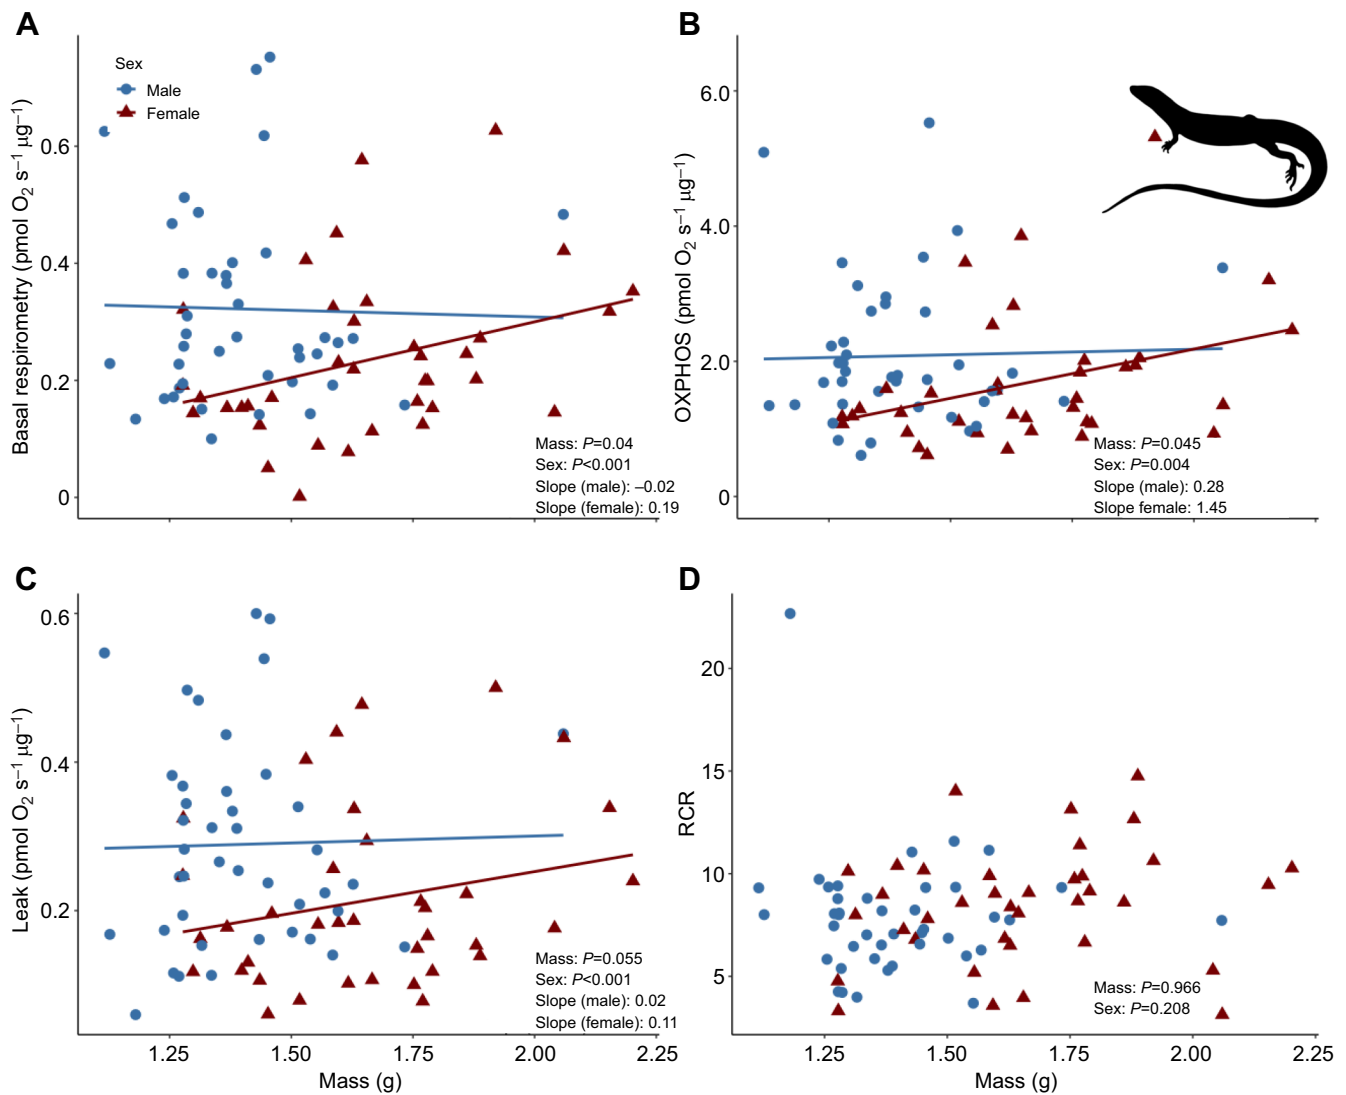 A
Sex
Male
Female
Basal respirometry (pmol O₂ s⁻¹ µg⁻¹)
0.6
0.4
0.2
0
Mass: P=0.04
Sex: P<0.001
Slope (male): –0.02
Slope (female): 0.19
B
OXPHOS (pmol O₂ s⁻¹ µg⁻¹)
6.0
4.0
2.0
0
Mass: P=0.045
Sex: P=0.004
Slope (male): 0.28
Slope female: 1.45
C
Leak (pmol O₂ s⁻¹ µg⁻¹)
0.6
0.4
0.2
Mass: P=0.055
Sex: P<0.001
Slope (male): 0.02
Slope (female): 0.11
1.25 1.50 1.75 2.00 2.25
Mass (g)
D
RCR
20
15
10
5
Mass: P=0.966
Sex: P=0.208
1.25 1.50 1.75 2.00 2.25
Mass (g)